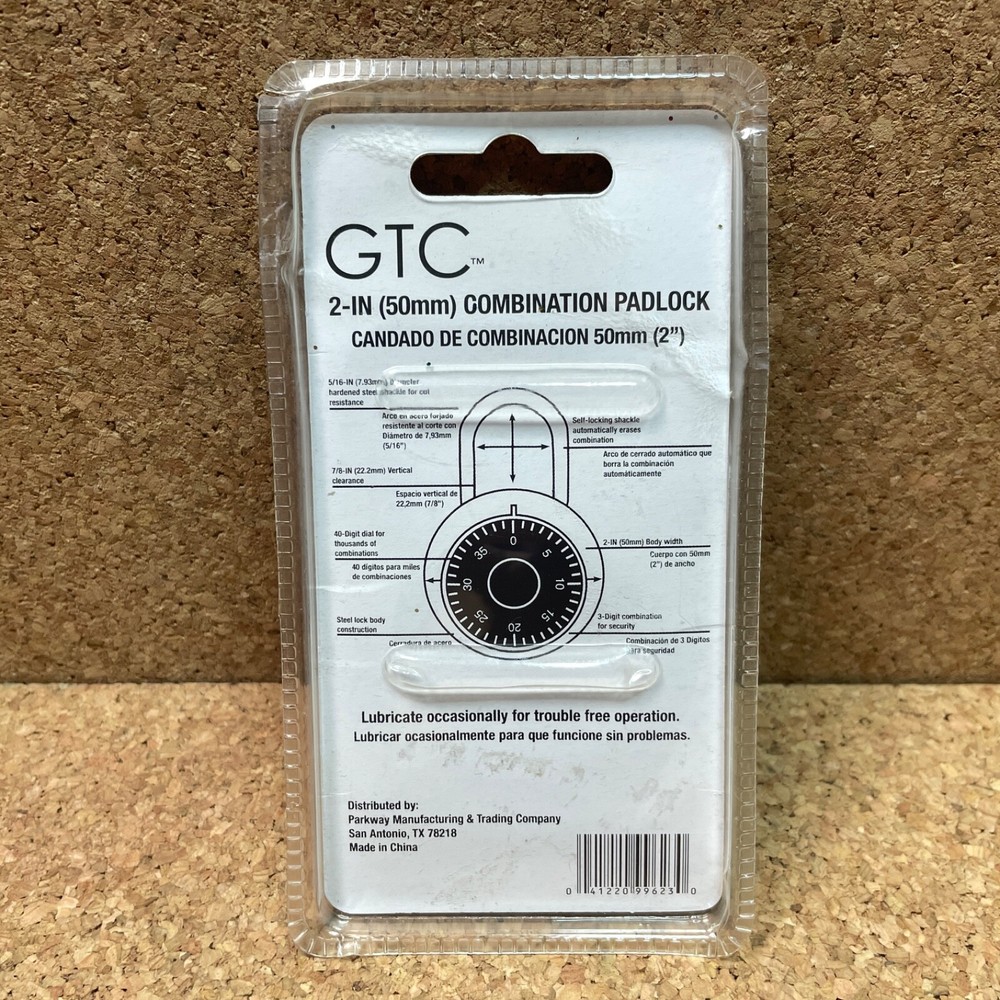 GTC™
2-IN (50mm) COMBINATION PADLOCK
CANDADO DE COMBINACION 50mm (2")
5/16-IN (7.93mm) diameter
hardened steel shackle for cut
resistance
Arco en acero forjado
resistente al corte con
Diámetro de 7,93mm
(5/16")
Self-locking shackle
automatically erases
combination
Arco de cerrado automático que
borra la combinación
automáticamente
7/8-IN (22.2mm) Vertical
clearance
Espacio vertical de
22,2mm (7/8")
40-Digit dial for
thousands of
combinations
40 digitos para miles
de combinaciones
2-IN (50mm) Body width
Cuerpo con 50mm
(2") de ancho
0
5
10
15
20
25
30
35
Steel lock body
construction
Cerradura de acero
3-Digit combination
for security
Combinación de 3 Digitos
para seguridad
Lubricate occasionally for trouble free operation.
Lubricar ocasionalmente para que funcione sin problemas.
Distributed by:
Parkway Manufacturing & Trading Company
San Antonio, TX 78218
Made in China
0 41220 99623 0